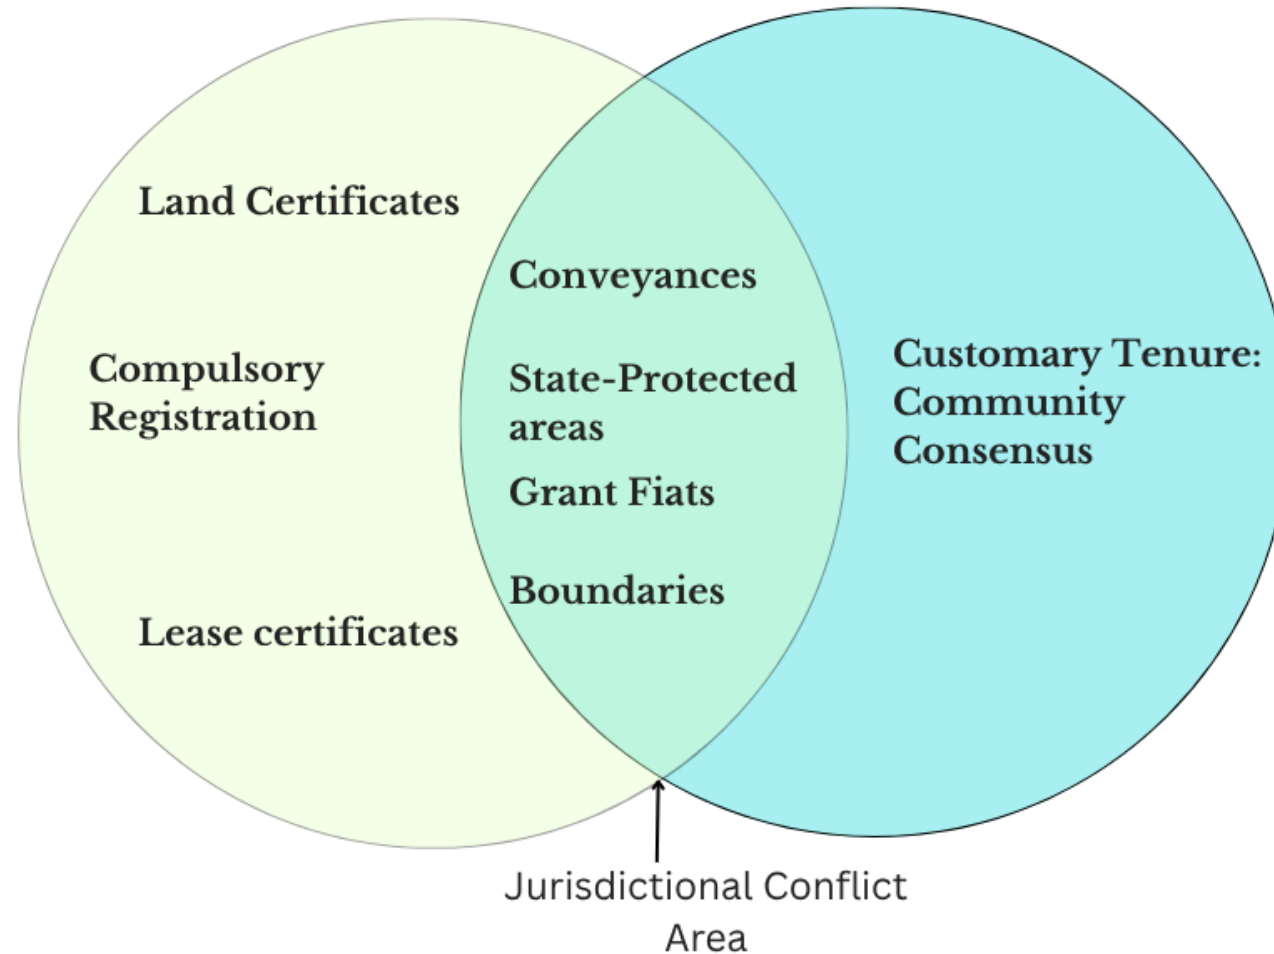 Land Certificates
Compulsory
Registration
Lease certificates
Conveyances
State-Protected
areas
Grant Fiats
Boundaries
Customary Tenure:
Community
Consensus
Jurisdictional Conflict
Area